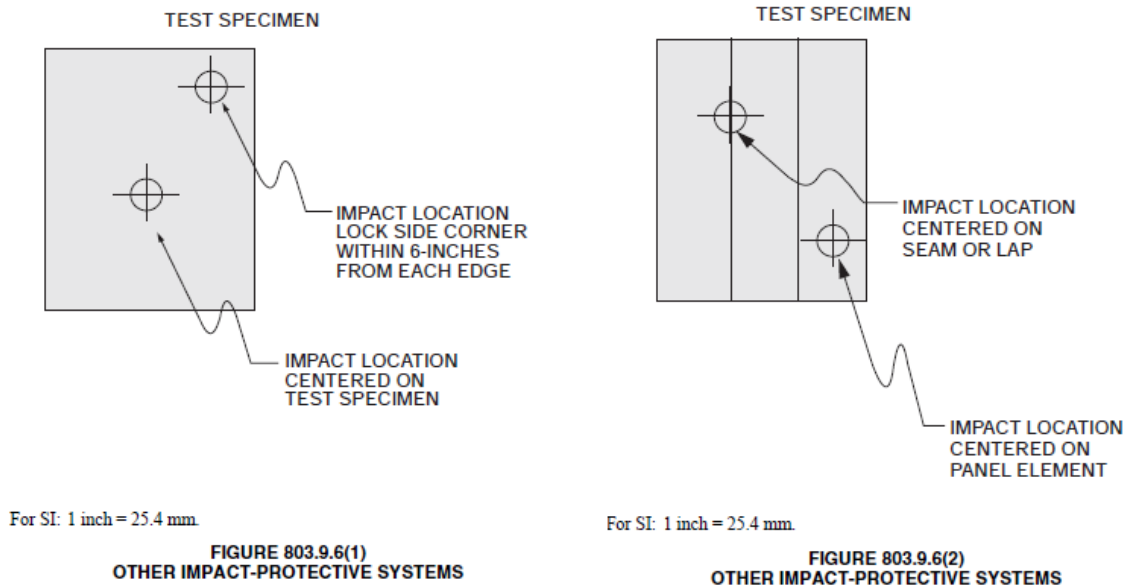 TEST SPECIMEN
IMPACT LOCATION
LOCK SIDE CORNER
WITHIN 6-INCHES
FROM EACH EDGE
IMPACT LOCATION
CENTERED ON
TEST SPECIMEN
For SI: 1 inch = 25.4 mm.
FIGURE 803.9.6(1)
OTHER IMPACT-PROTECTIVE SYSTEMS
TEST SPECIMEN
IMPACT LOCATION
CENTERED ON
SEAM OR LAP
IMPACT LOCATION
CENTERED ON
PANEL ELEMENT
For SI: 1 inch = 25.4 mm.
FIGURE 803.9.6(2)
OTHER IMPACT-PROTECTIVE SYSTEMS